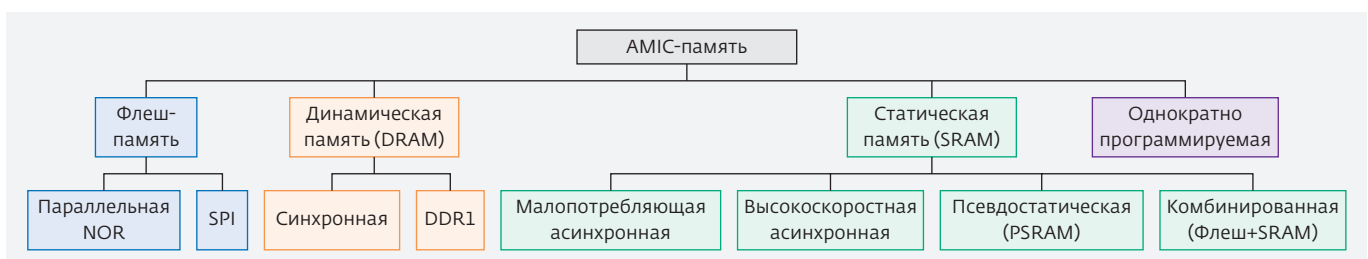 AMIC-память
Флеш-
память
Динамическая
память (DRAM)
Статическая
память (SRAM)
Однократно
программируемая
Параллельная
NOR
SPI
Синхронная
DDR1
Малопотребляющая
асинхронная
Высокоскоростная
асинхронная
Псевдостатическая
(PSRAM)
Комбинированная
(Флеш+SRAM)